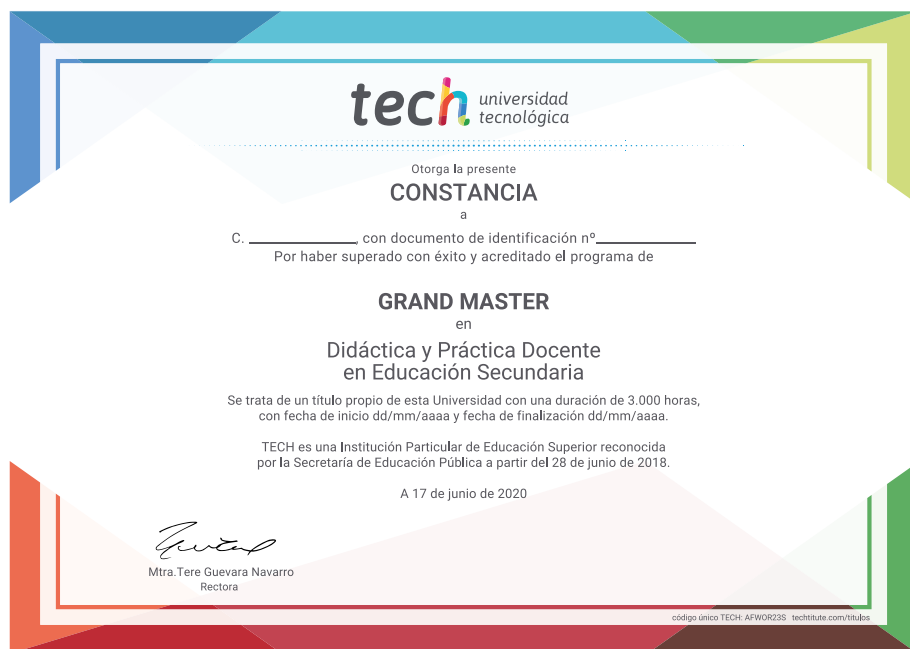 tech universidad
tecnológica
Otorga la presente
CONSTANCIA
a
C. ____________, con documento de identificación nº____________
Por haber superado con éxito y acreditado el programa de
GRAND MASTER
en
Didáctica y Práctica Docente
en Educación Secundaria
Se trata de un título propio de esta Universidad con una duración de 3.000 horas,
con fecha de inicio dd/mm/aaaa y fecha de finalización dd/mm/aaaa.
TECH es una Institución Particular de Educación Superior reconocida
por la Secretaría de Educación Pública a partir del 28 de junio de 2018.
A 17 de junio de 2020
Mtra.Tere Guevara Navarro
Rectora
código único TECH: AFWOR23S techtitute.com/titulos